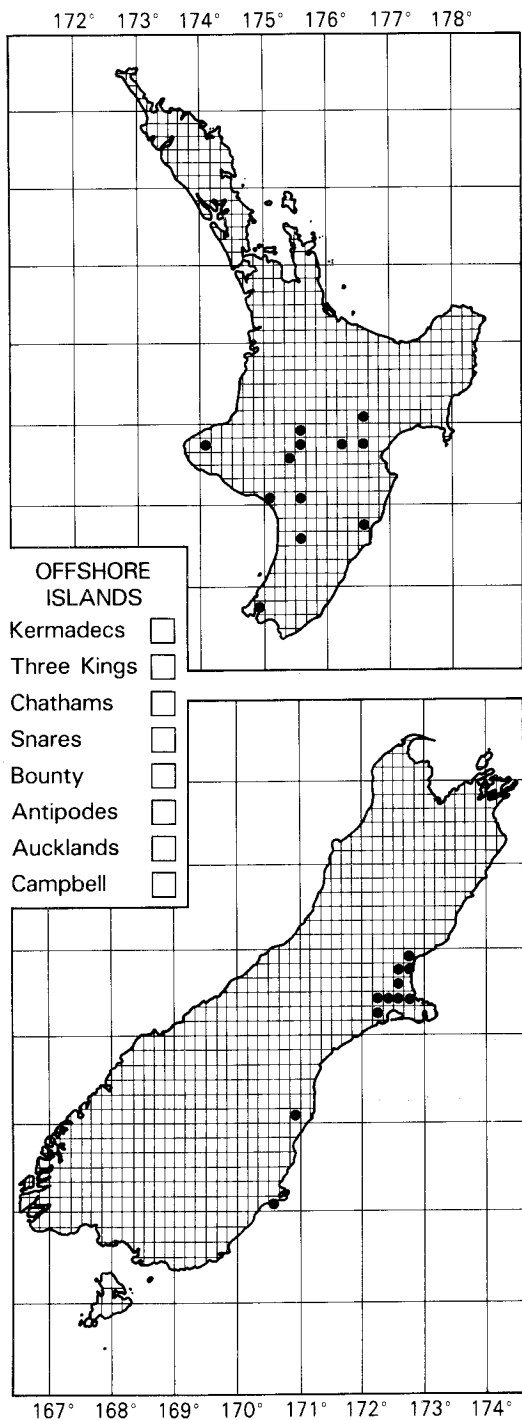 172° 173° 174° 175° 176° 177° 178°
OFFSHORE
ISLANDS
Kermadecs
Three Kings
Chathams
Snares
Bounty
Antipodes
Aucklands
Campbell
167° 168° 169° 170° 171° 172° 173° 174°